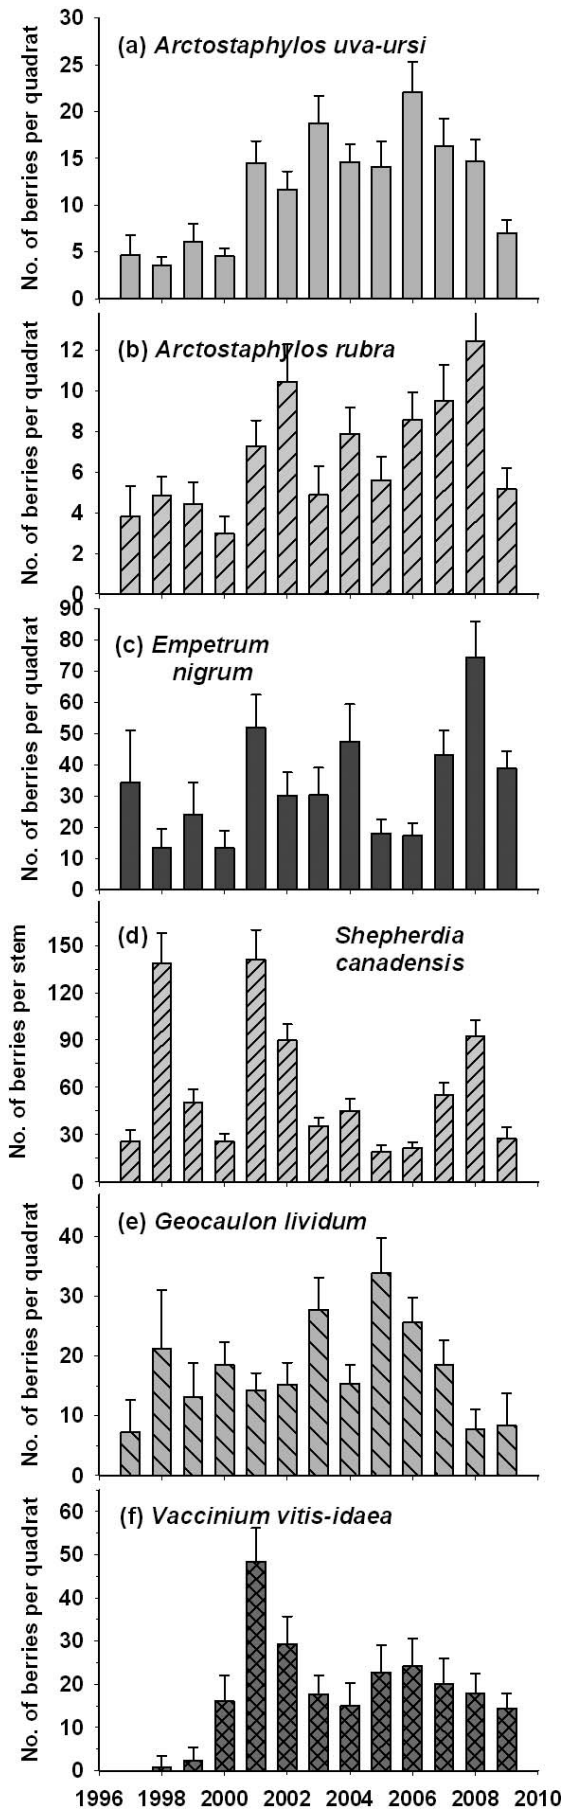 30
(a) Arctostaphylos uva-ursi
25
20
15
10
5
0
No. of berries per quadrat
(b) Arctostaphylos rubra
12
10
8
6
4
2
0
No. of berries per quadrat
90
(c) Empetrum
nigrum
80
70
60
50
40
30
20
10
0
No. of berries per quadrat
(d) Shepherdia
canadensis
150
120
90
60
30
0
No. of berries per stem
(e) Geocaulon lividum
40
30
20
10
0
No. of berries per quadrat
(f) Vaccinium vitis-idaea
60
50
40
30
20
10
0
No. of berries per quadrat
1996 1998 2000 2002 2004 2006 2008 2010